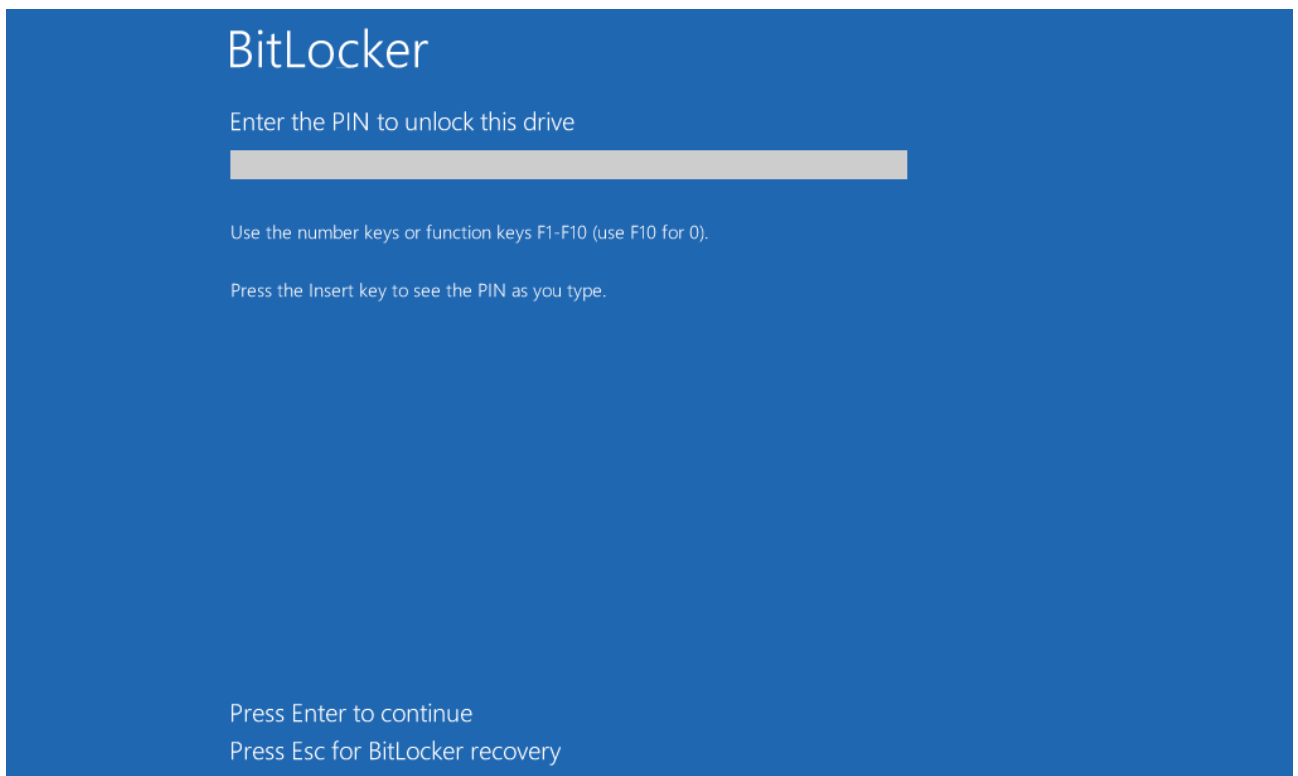 BitLocker
Enter the PIN to unlock this drive
Use the number keys or function keys F1-F10 (use F10 for 0).
Press the Insert key to see the PIN as you type.
Press Enter to continue
Press Esc for BitLocker recovery